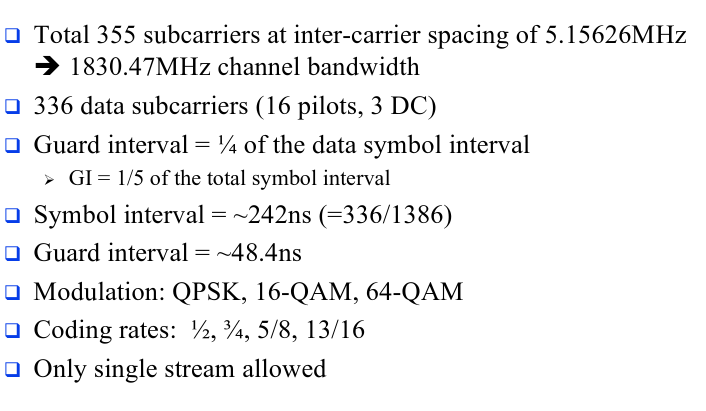 ❑ Total 355 subcarriers at inter-carrier spacing of 5.15626MHz
➔ 1830.47MHz channel bandwidth
❑ 336 data subcarriers (16 pilots, 3 DC)
❑ Guard interval = ¼ of the data symbol interval
➢ GI = 1/5 of the total symbol interval
❑ Symbol interval = ~242ns (=336/1386)
❑ Guard interval = ~48.4ns
❑ Modulation: QPSK, 16-QAM, 64-QAM
❑ Coding rates: ½, ¾, 5/8, 13/16
❑ Only single stream allowed